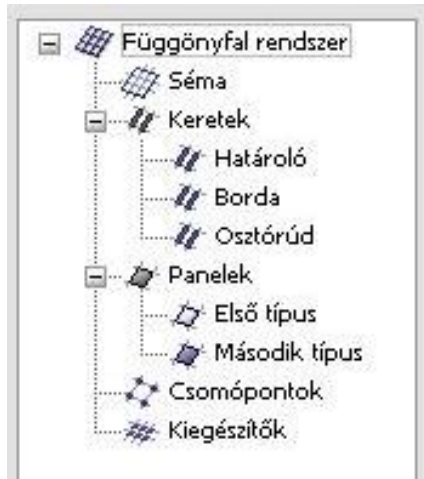 Függönyfal rendszer
Séma
Keretek
Határoló
Borda
Osztórúd
Panelek
Első típus
Második típus
Csomópontok
Kiegészítők